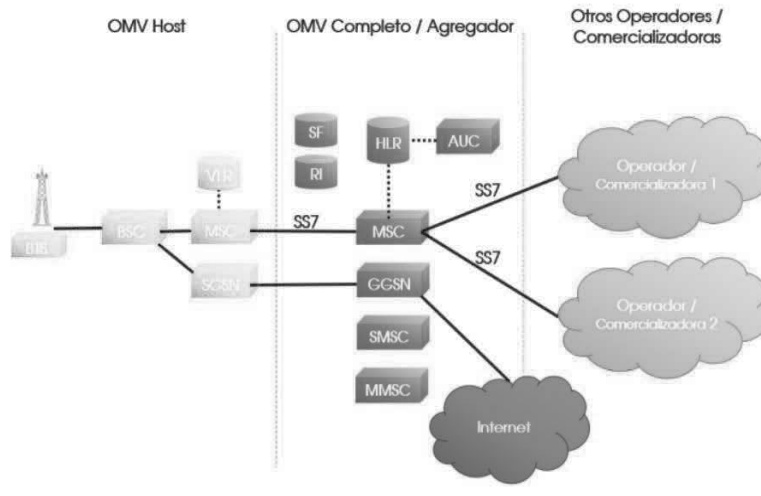 OMV Host
OMV Completo / Agregador
Otros Operadores /
Comercializadoras
SF
RI
HLR
AUC
VLR
BSC
MSC
SS7
MSC
SS7
SS7
Operador /
Comercializadora 1
SGSN
GGSN
SMSC
MMSC
Operador /
Comercializadora 2
Internet